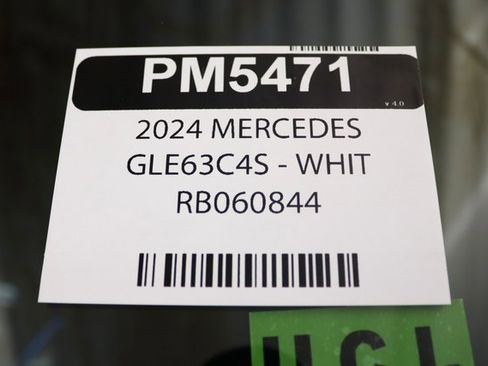 PM5471
v 4.0
2024 MERCEDES
GLE63C4S - WHIT
RB060844